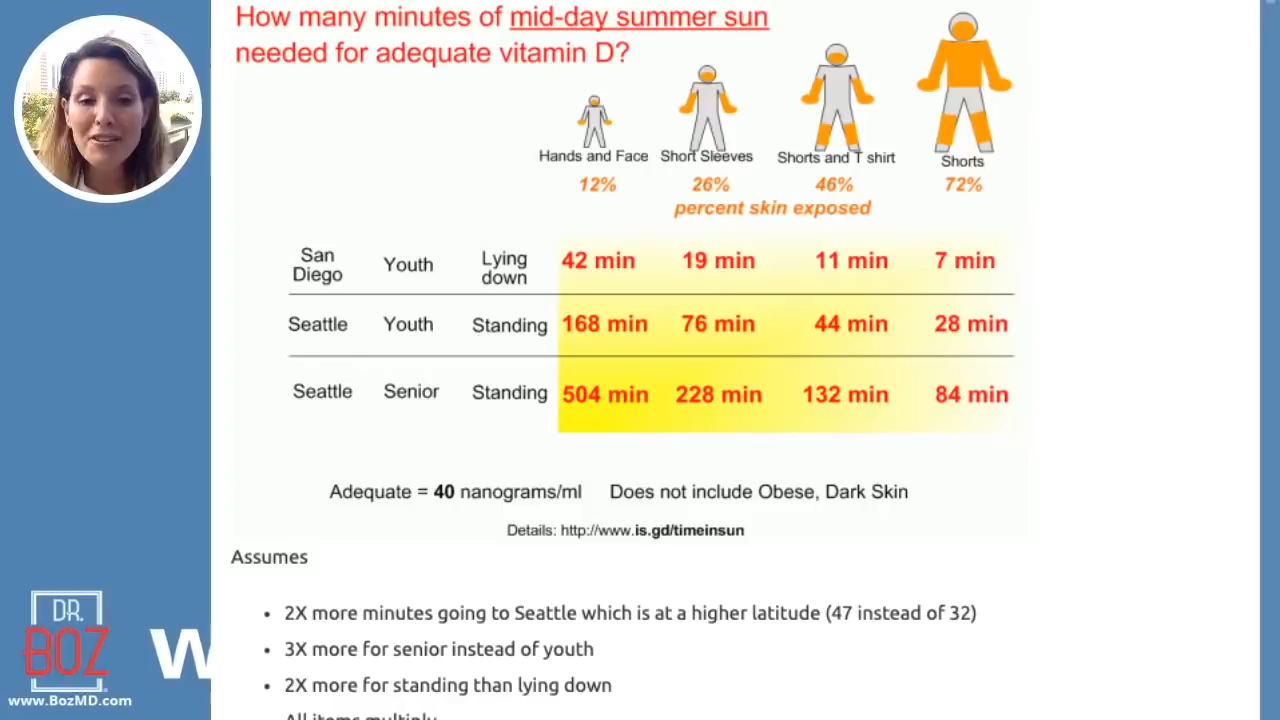 How many minutes of mid-day summer sun
needed for adequate vitamin D?
Hands and Face Short Sleeves Shorts and T shirt Shorts
12% 26% 46% 72%
percent skin exposed
San Diego Youth Lying down 42 min 19 min 11 min 7 min
Seattle Youth Standing 168 min 76 min 44 min 28 min
Seattle Senior Standing 504 min 228 min 132 min 84 min
Adequate = 40 nanograms/ml Does not include Obese, Dark Skin
Details: http://www.is.gd/timeinsun
Assumes
• 2X more minutes going to Seattle which is at a higher latitude (47 instead of 32)
• 3X more for senior instead of youth
• 2X more for standing than lying down
• All items multiply
DR.
BOZ
W
www.BozMD.com